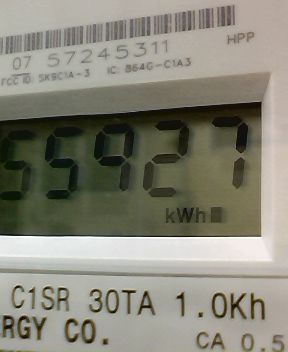 07 57245311
HPP
FCC ID: SK9C1A-3 IC: 864G-C1A3
55927
kWh
C1SR 30TA 1.0Kh
RGY CO.
CA 0.5